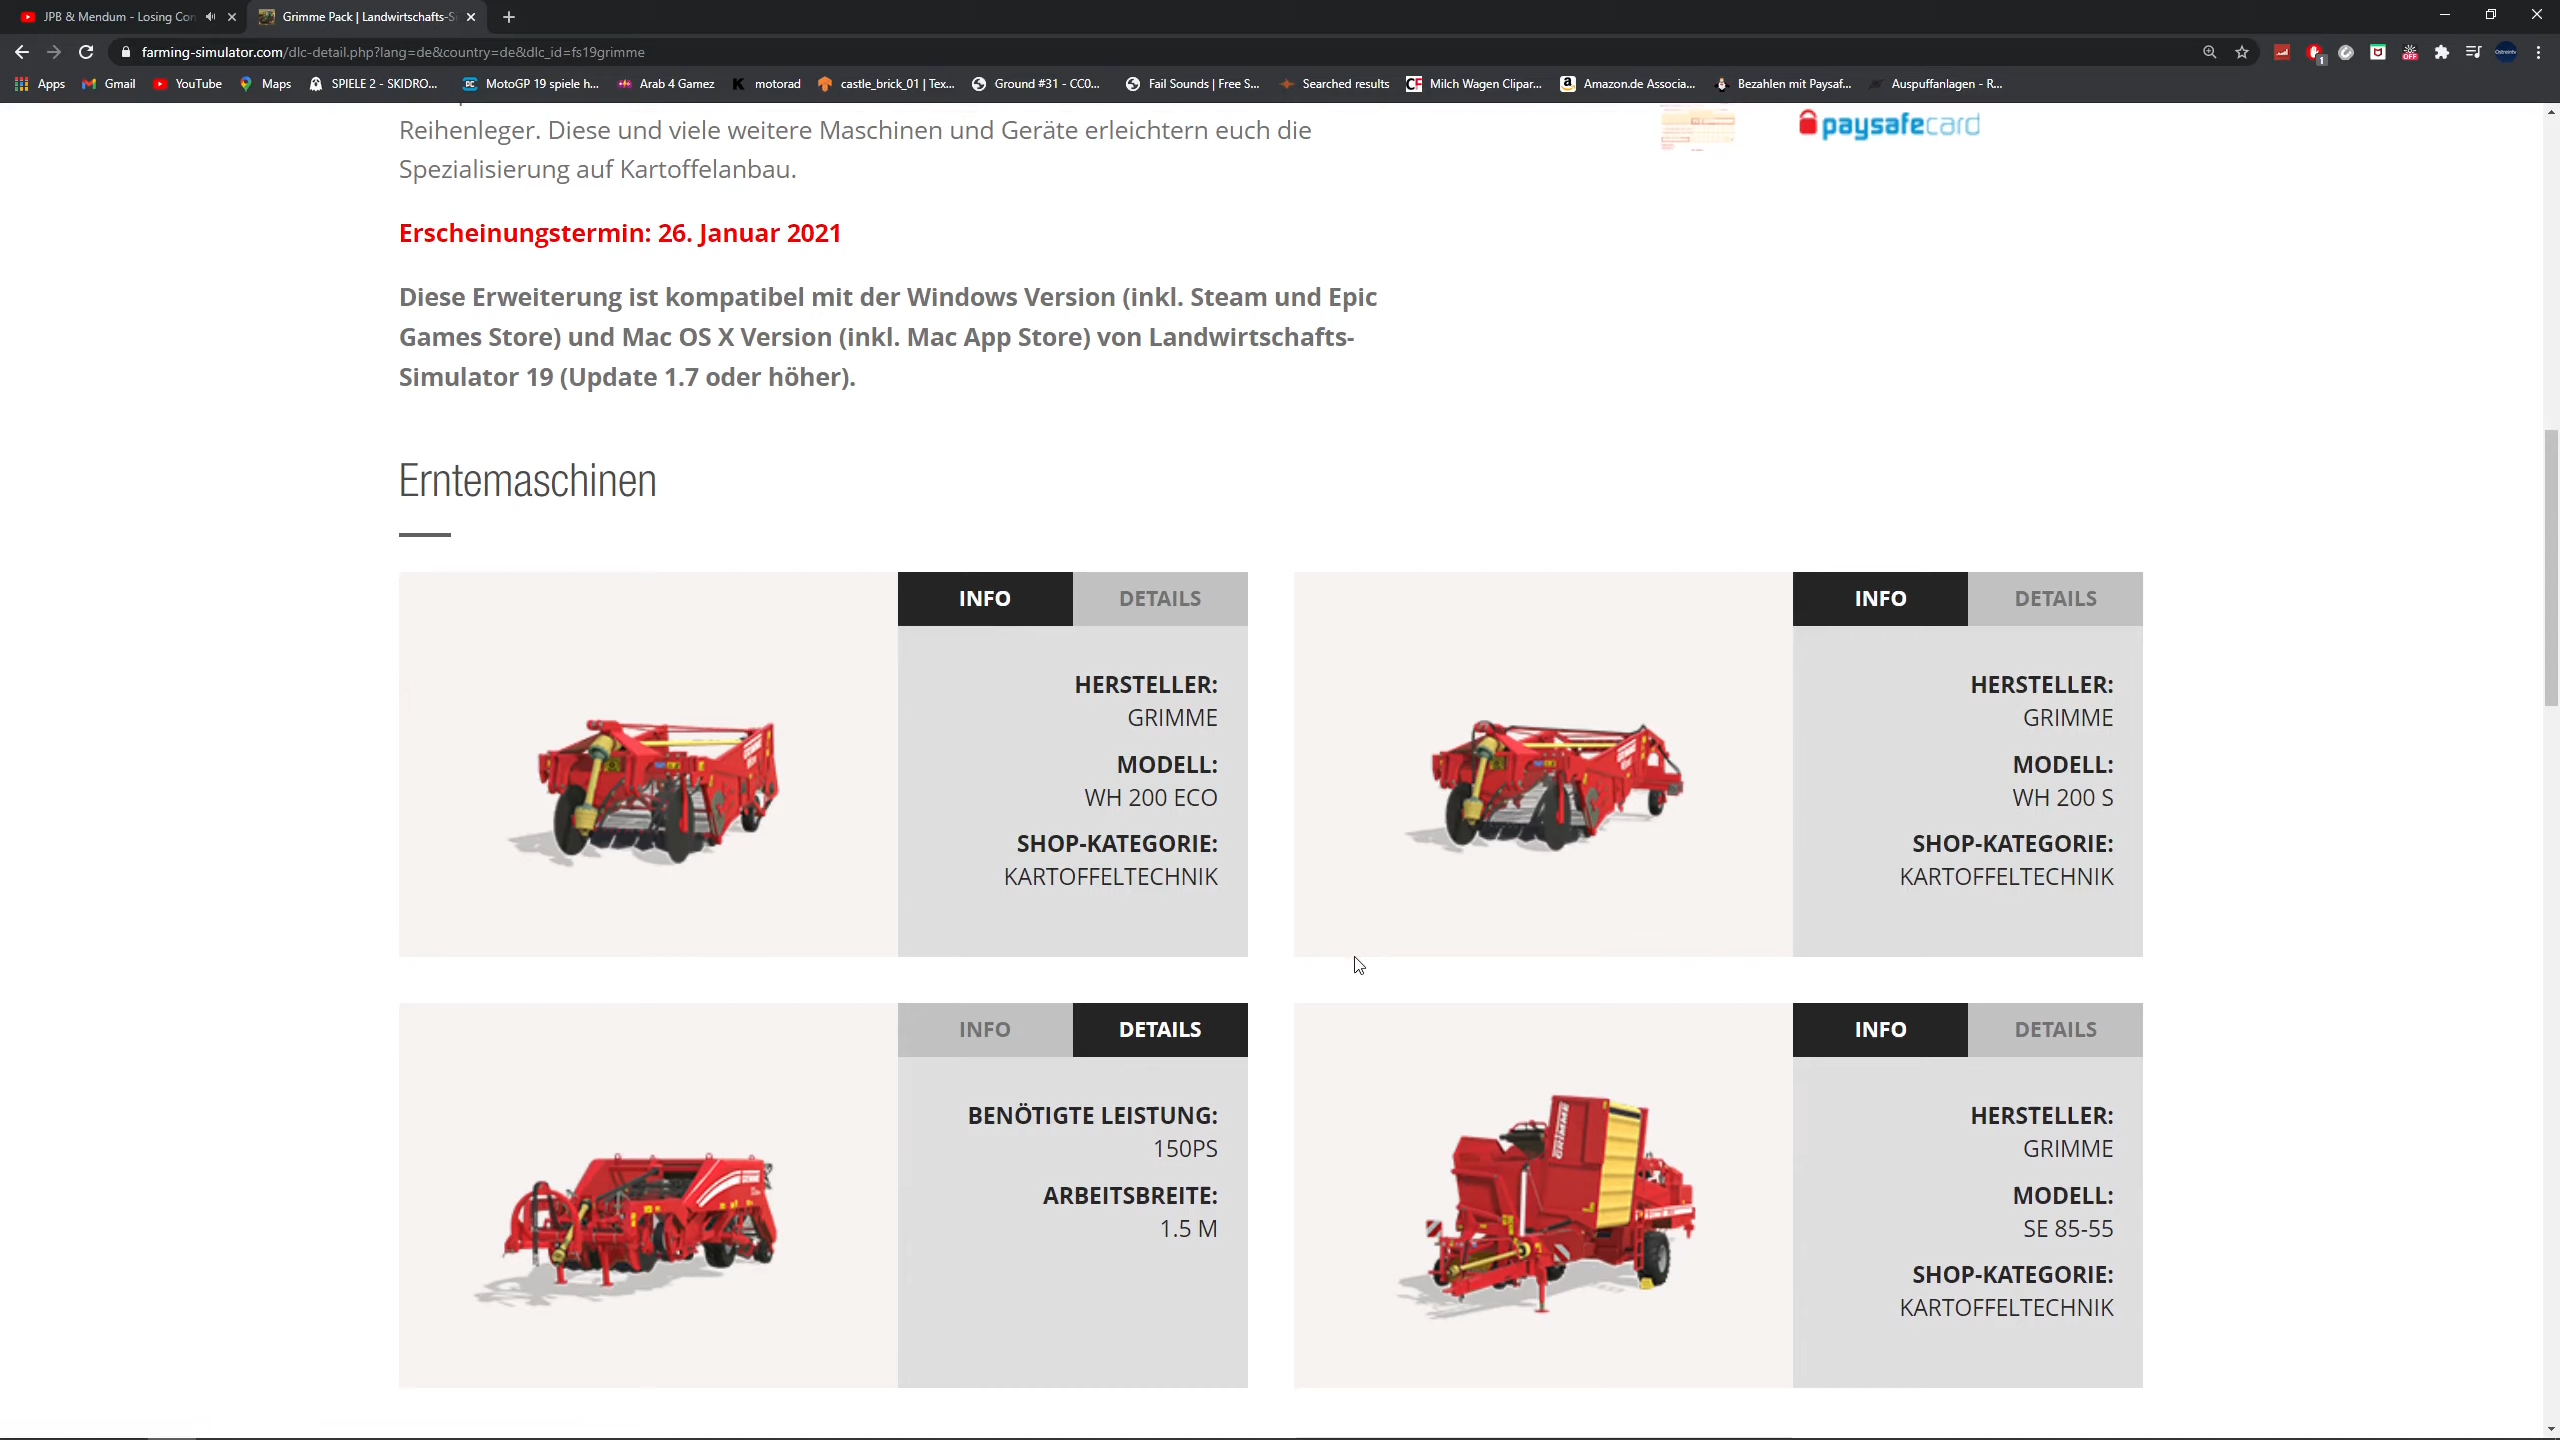 JPB & Mendum - Losing Con
Grimme Pack | Landwirtschafts-S
farming-simulator.com/dlc-detail.php?lang=de&country=de&dlc_id=fs19grimme
Apps Gmail YouTube Maps SPIELE 2 - SKIDRO... MotoGP 19 spiele h... Arab 4 Gamez motorad castle_brick_01 | Tex... Ground #31 - CC0... Fail Sounds | Free S... Searched results Milch Wagen Clipar... Amazon.de Associa... Bezahlen mit Paysaf... Auspuffanlagen - R...
Reihenleger. Diese und viele weitere Maschinen und Geräte erleichtern euch die
Spezialisierung auf Kartoffelanbau.
paysafecard
Erscheinungstermin: 26. Januar 2021
Diese Erweiterung ist kompatibel mit der Windows Version (inkl. Steam und Epic
Games Store) und Mac OS X Version (inkl. Mac App Store) von Landwirtschafts-
Simulator 19 (Update 1.7 oder höher).
Erntemaschinen
INFO DETAILS
HERSTELLER:
GRIMME
MODELL:
WH 200 ECO
SHOP-KATEGORIE:
KARTOFFELTECHNIK
INFO DETAILS
HERSTELLER:
GRIMME
MODELL:
WH 200 S
SHOP-KATEGORIE:
KARTOFFELTECHNIK
INFO DETAILS
BENÖTIGTE LEISTUNG:
150PS
ARBEITSBREITE:
1.5 M
GRIMME
INFO DETAILS
HERSTELLER:
GRIMME
MODELL:
SE 85-55
SHOP-KATEGORIE:
KARTOFFELTECHNIK